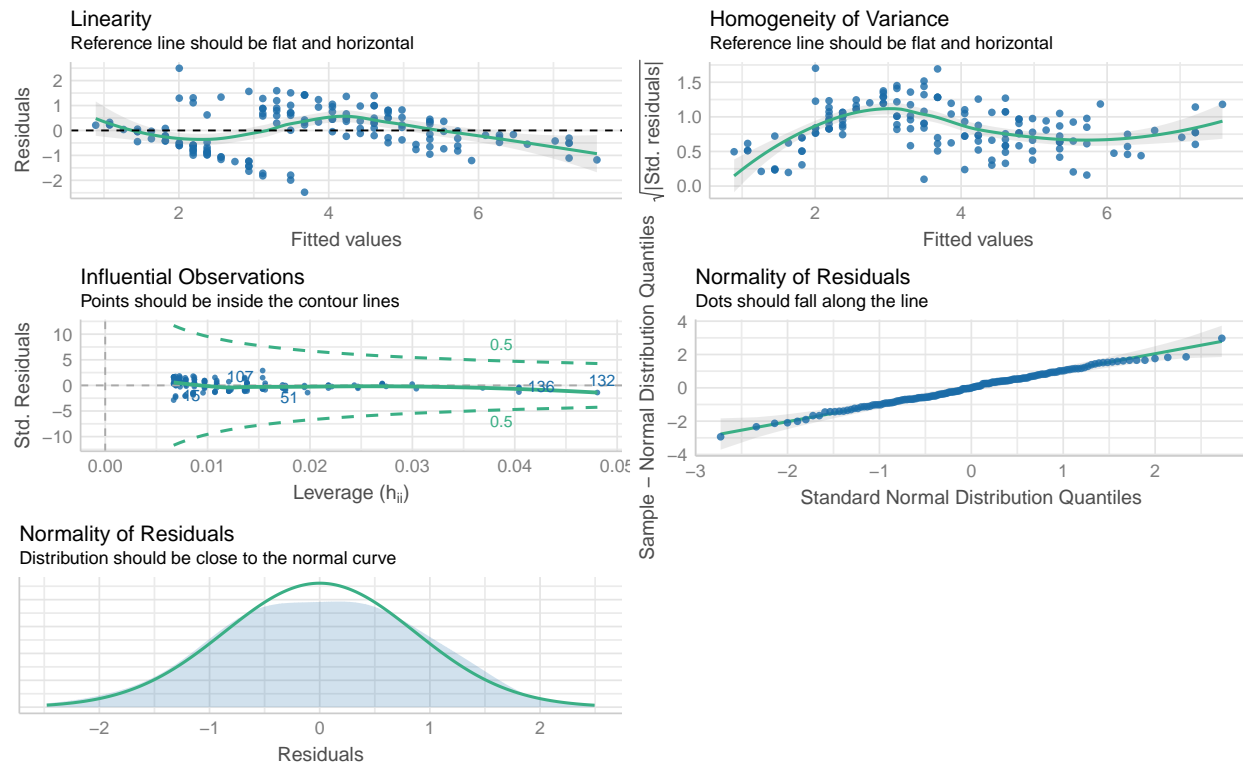 Linearity
Reference line should be flat and horizontal
Residuals
2
1
0
−1
−2
2
4
6
Fitted values
Homogeneity of Variance
Reference line should be flat and horizontal
√|Std. residuals|
1.5
1.0
0.5
0.0
2
4
6
Fitted values
Influential Observations
Points should be inside the contour lines
Std. Residuals
10
5
0
−5
−10
0.5
107
136
132
15
51
0.5
0.00
0.01
0.02
0.03
0.04
0.05
Leverage (hii)
Normality of Residuals
Dots should fall along the line
Sample − Normal Distribution Quantiles
4
2
0
−2
−4
−3
−2
−1
0
1
2
Standard Normal Distribution Quantiles
Normality of Residuals
Distribution should be close to the normal curve
−2
−1
0
1
2
Residuals